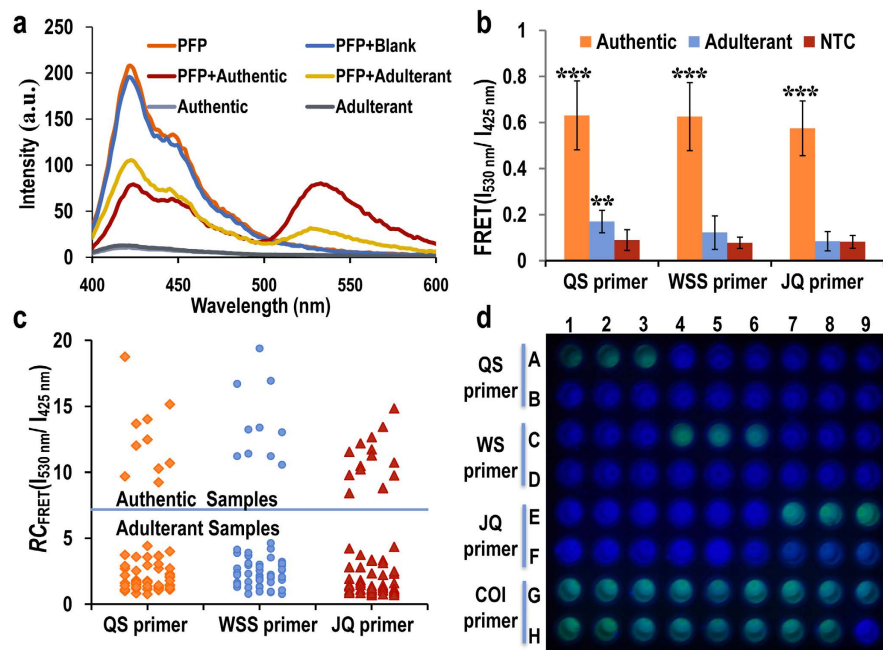 a
PFP
PFP+Blank
PFP+Authentic
PFP+Adulterant
Authentic
Adulterant
250
200
150
100
50
0
Intensity (a.u.)
400
450
500
550
600
Wavelength (nm)
b
Authentic
Adulterant
NTC
1
0.8
0.6
0.4
0.2
0
FRET(I530 nm/ I425 nm)
***
**
***
***
QS primer
WSS primer
JQ primer
c
20
15
10
5
0
RCFRET(I530 nm/ I425 nm)
Authentic Samples
Adulterant Samples
QS primer
WSS primer
JQ primer
d
1 2 3 4 5 6 7 8 9
QS primer
A
B
WS primer
C
D
JQ primer
E
F
COI primer
G
H